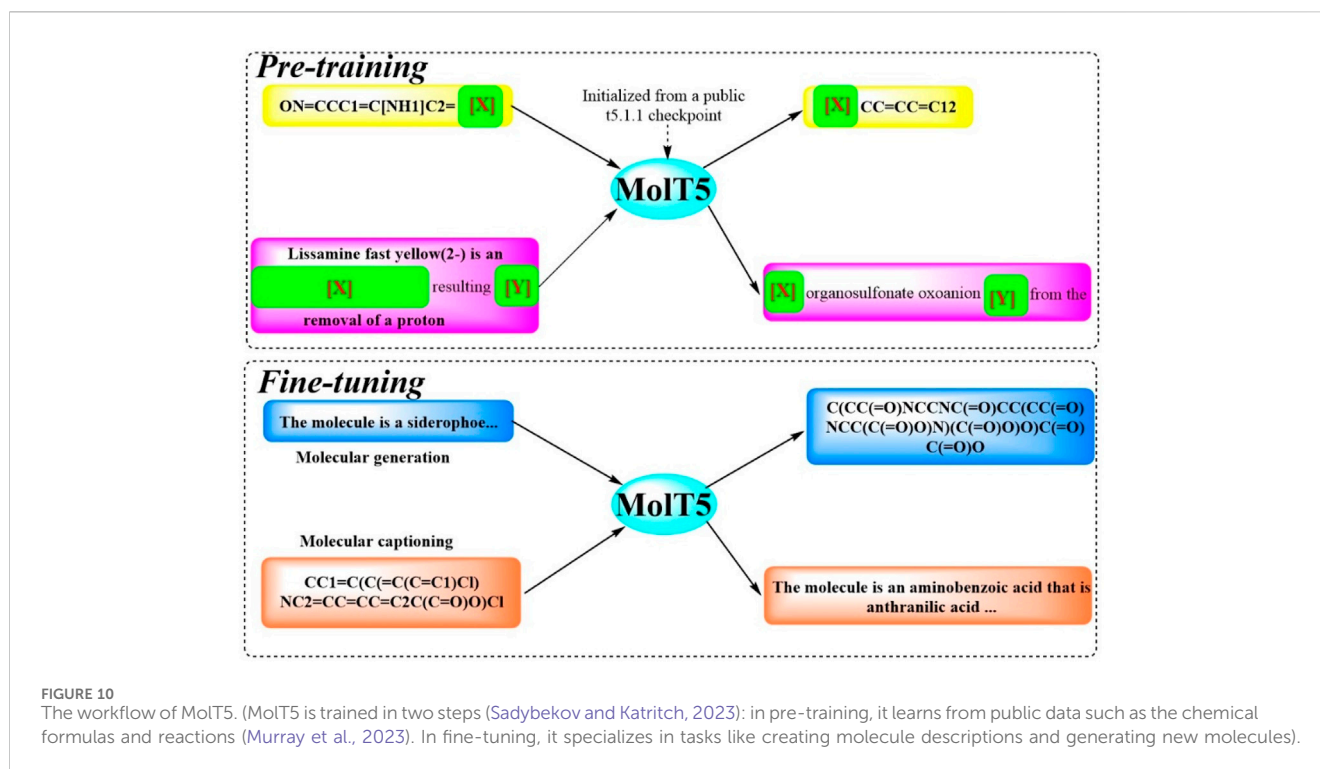 Pre-training
ON=CCC1=C[NH1]C2= [X]
Initialized from a public
t5.1.1 checkpoint
[X] CC=CC=C12
MolT5
Lissamine fast yellow(2-) is an
[X] resulting [Y]
removal of a proton
[X] organosulfonate oxoanion [Y] from the
Fine-tuning
The molecule is a siderophoe...
Molecular generation
C(CC(=O)NCCNC(=O)CC(CC(=O)
NCC(C(=O)O)N)(C(=O)O)O)C(=O)
C(=O)O
MolT5
Molecular captioning
CC1=C(C(=C(C=C1)Cl)
NC2=CC=CC=C2C(C=O)O)Cl
The molecule is an aminobenzoic acid that is
anthranilic acid ...
FIGURE 10
The workflow of MolT5. (MolT5 is trained in two steps (Sadybekov and Katritch, 2023): in pre-training, it learns from public data such as the chemical
formulas and reactions (Murray et al., 2023). In fine-tuning, it specializes in tasks like creating molecule descriptions and generating new molecules).